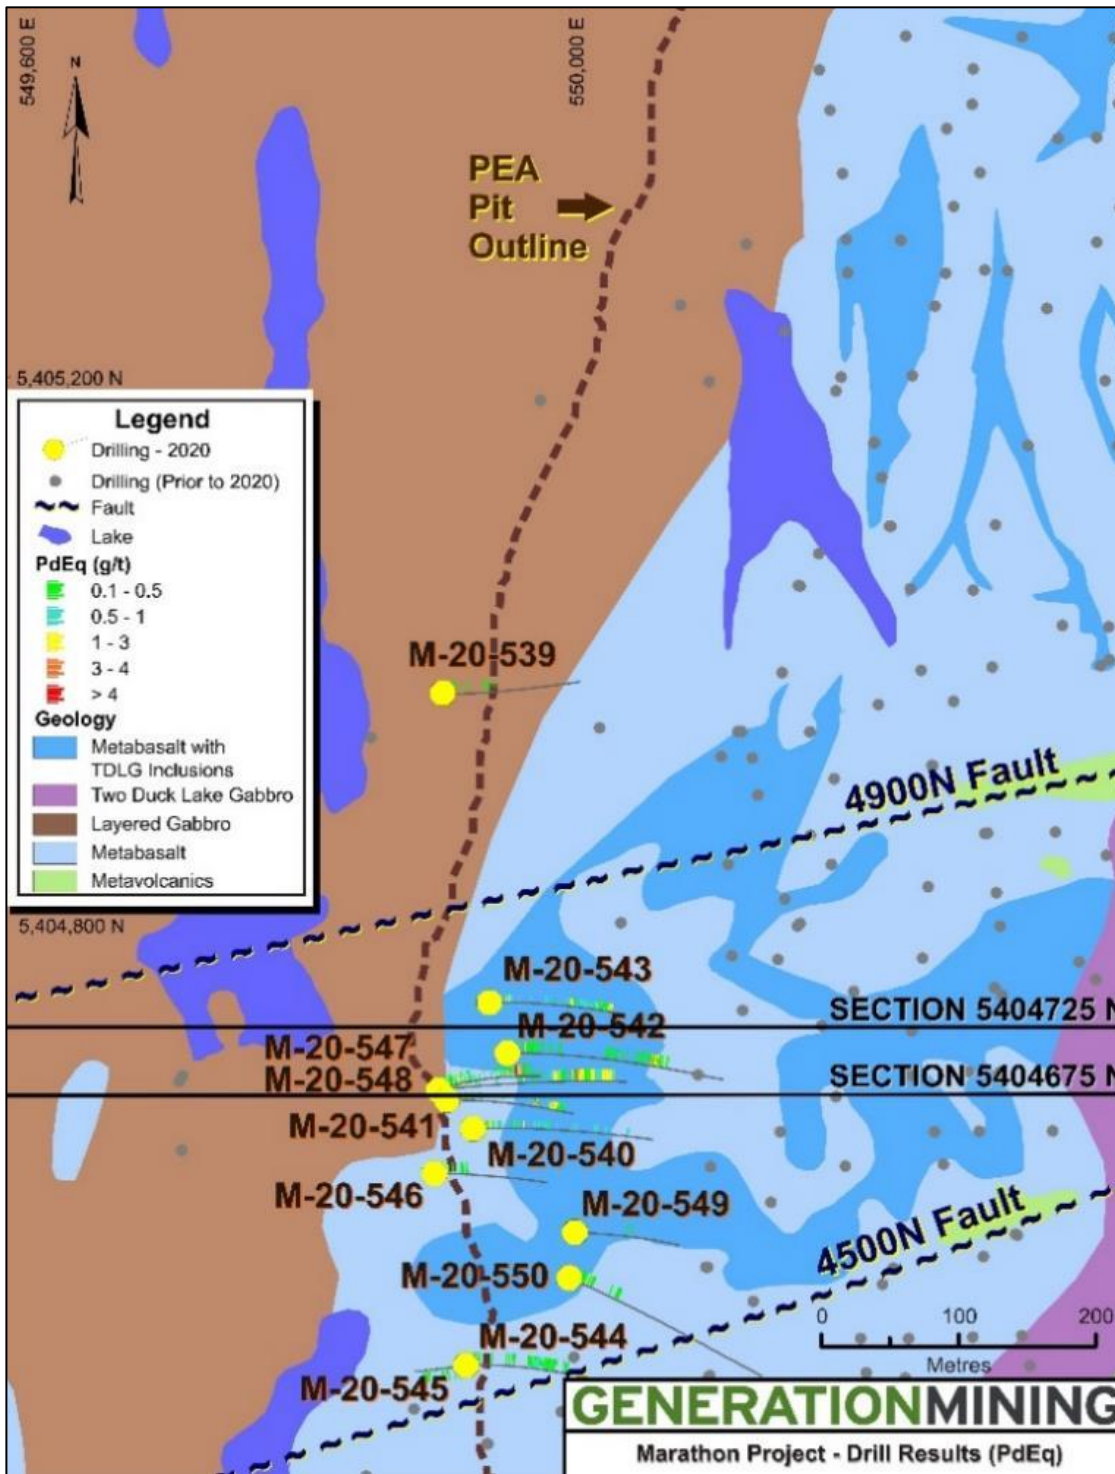 549,600 E
550,000 E
N
PEA
Pit
Outline
5,405,200 N
Legend
Drilling - 2020
Drilling (Prior to 2020)
Fault
Lake
PdEq (g/t)
0.1 - 0.5
0.5 - 1
1 - 3
3 - 4
> 4
Geology
Metabasalt with
TDLG Inclusions
Two Duck Lake Gabbro
Layered Gabbro
Metabasalt
Metavolcanics
M-20-539
4900N Fault
5,404,800 N
M-20-543
SECTION 5404725 N
M-20-542
M-20-547
M-20-548
SECTION 5404675 N
M-20-541
M-20-540
M-20-546
M-20-549
4500N Fault
M-20-550
0 100 200
Metres
M-20-544
M-20-545
GENERATIONMINING
Marathon Project - Drill Results (PdEq)